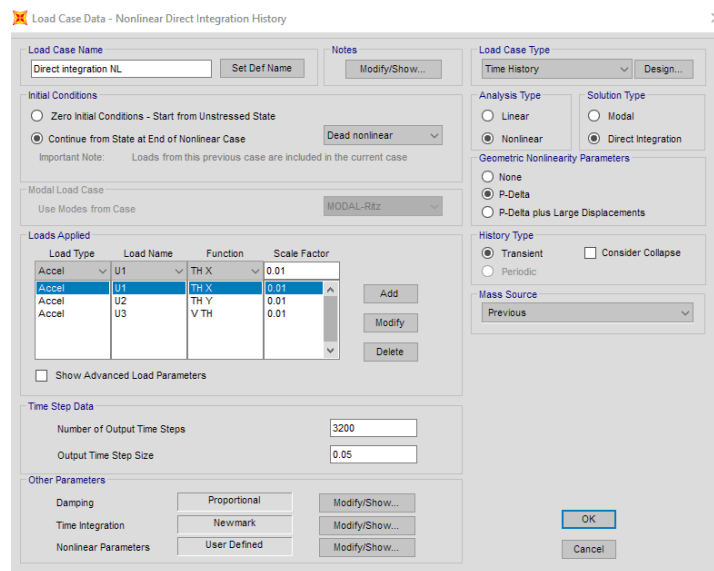 Load Case Data - Nonlinear Direct Integration History
Load Case Name
Direct integration NL
Set Def Name
Notes
Modify/Show...
Load Case Type
Time History
Design...
Initial Conditions
Zero Initial Conditions - Start from Unstressed State
Continue from State at End of Nonlinear Case
Dead nonlinear
Important Note: Loads from this previous case are included in the current case
Analysis Type
Linear
Nonlinear
Solution Type
Modal
Direct Integration
Geometric Nonlinearity Parameters
None
P-Delta
P-Delta plus Large Displacements
Modal Load Case
Use Modes from Case
MODAL-Ritz
Loads Applied
Load Type Load Name Function Scale Factor
Accel U1 TH X 0.01
Accel U1 TH X 0.01
Accel U2 TH Y 0.01
Accel U3 V TH 0.01
Add
Modify
Delete
Show Advanced Load Parameters
History Type
Transient
Consider Collapse
Periodic
Mass Source
Previous
Time Step Data
Number of Output Time Steps 3200
Output Time Step Size 0.05
Other Parameters
Damping Proportional Modify/Show...
Time Integration Newmark Modify/Show...
Nonlinear Parameters User Defined Modify/Show...
OK
Cancel